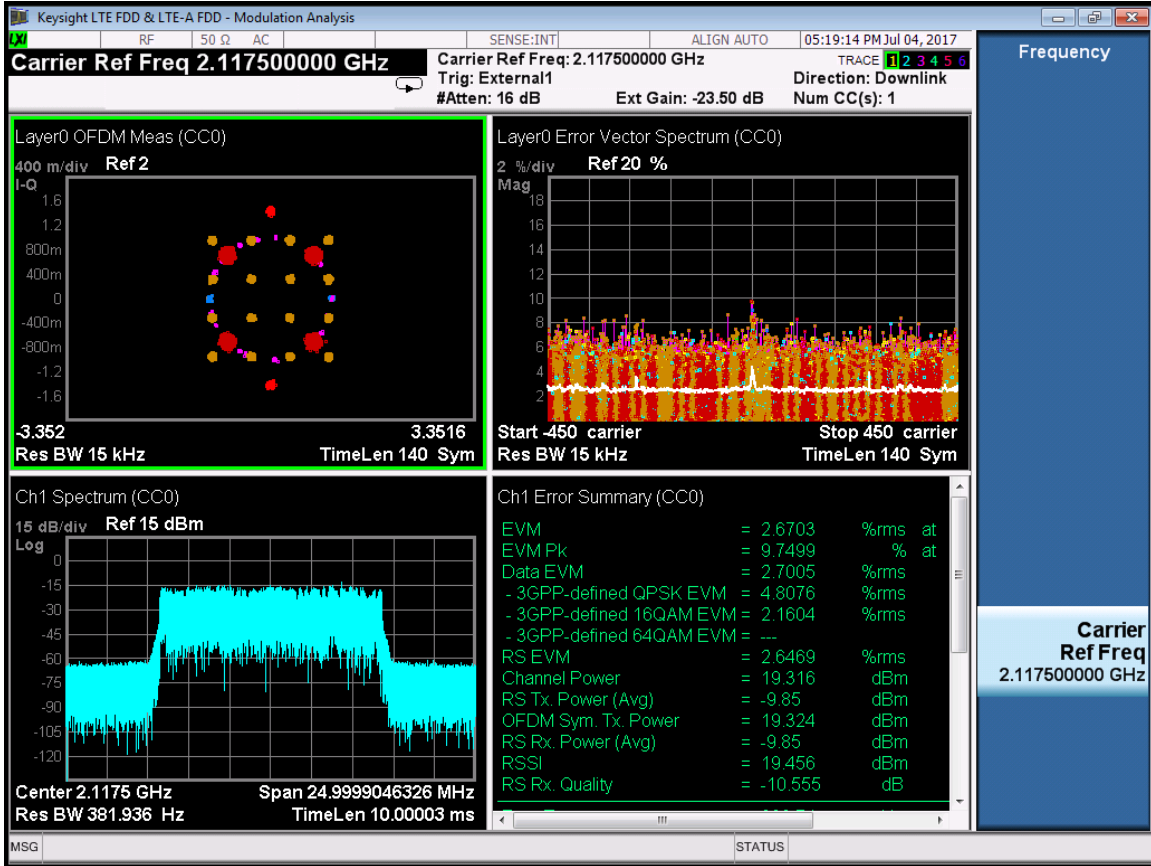 Keysight LTE FDD & LTE-A FDD - Modulation Analysis
LXI RF 50 Ω AC SENSE:INT ALIGN AUTO 05:19:14 PM Jul 04, 2017
Carrier Ref Freq 2.117500000 GHz
Carrier Ref Freq: 2.117500000 GHz
Trig: External1
#Atten: 16 dB Ext Gain: -23.50 dB
TRACE 1 2 3 4 5 6
Direction: Downlink
Num CC(s): 1
Layer0 OFDM Meas (CC0)
400 m/div Ref 2
I-Q
1.6
1.2
800m
400m
0
-400m
-800m
-1.2
-1.6
-3.352 3.3516
Res BW 15 kHz TimeLen 140 Sym
Layer0 Error Vector Spectrum (CC0)
2 %/div Ref 20 %
Mag
18
16
14
12
10
8
6
4
2
Start -450 carrier Stop 450 carrier
Res BW 15 kHz TimeLen 140 Sym
Ch1 Spectrum (CC0)
15 dB/div Ref 15 dBm
Log
0
-15
-30
-45
-60
-75
-90
-105
-120
Center 2.1175 GHz Span 24.9999046326 MHz
Res BW 381.936 Hz TimeLen 10.00003 ms
Ch1 Error Summary (CC0)
EVM = 2.6703 %rms at
EVM Pk = 9.7499 % at
Data EVM = 2.7005 %rms
- 3GPP-defined QPSK EVM = 4.8076 %rms
- 3GPP-defined 16QAM EVM = 2.1604 %rms
- 3GPP-defined 64QAM EVM = ---
RS EVM = 2.6469 %rms
Channel Power = 19.316 dBm
RS Tx. Power (Avg) = -9.85 dBm
OFDM Sym. Tx. Power = 19.324 dBm
RS Rx. Power (Avg) = -9.85 dBm
RSSI = 19.456 dBm
RS Rx. Quality = -10.555 dB
Frequency
Carrier
Ref Freq
2.117500000 GHz
MSG STATUS